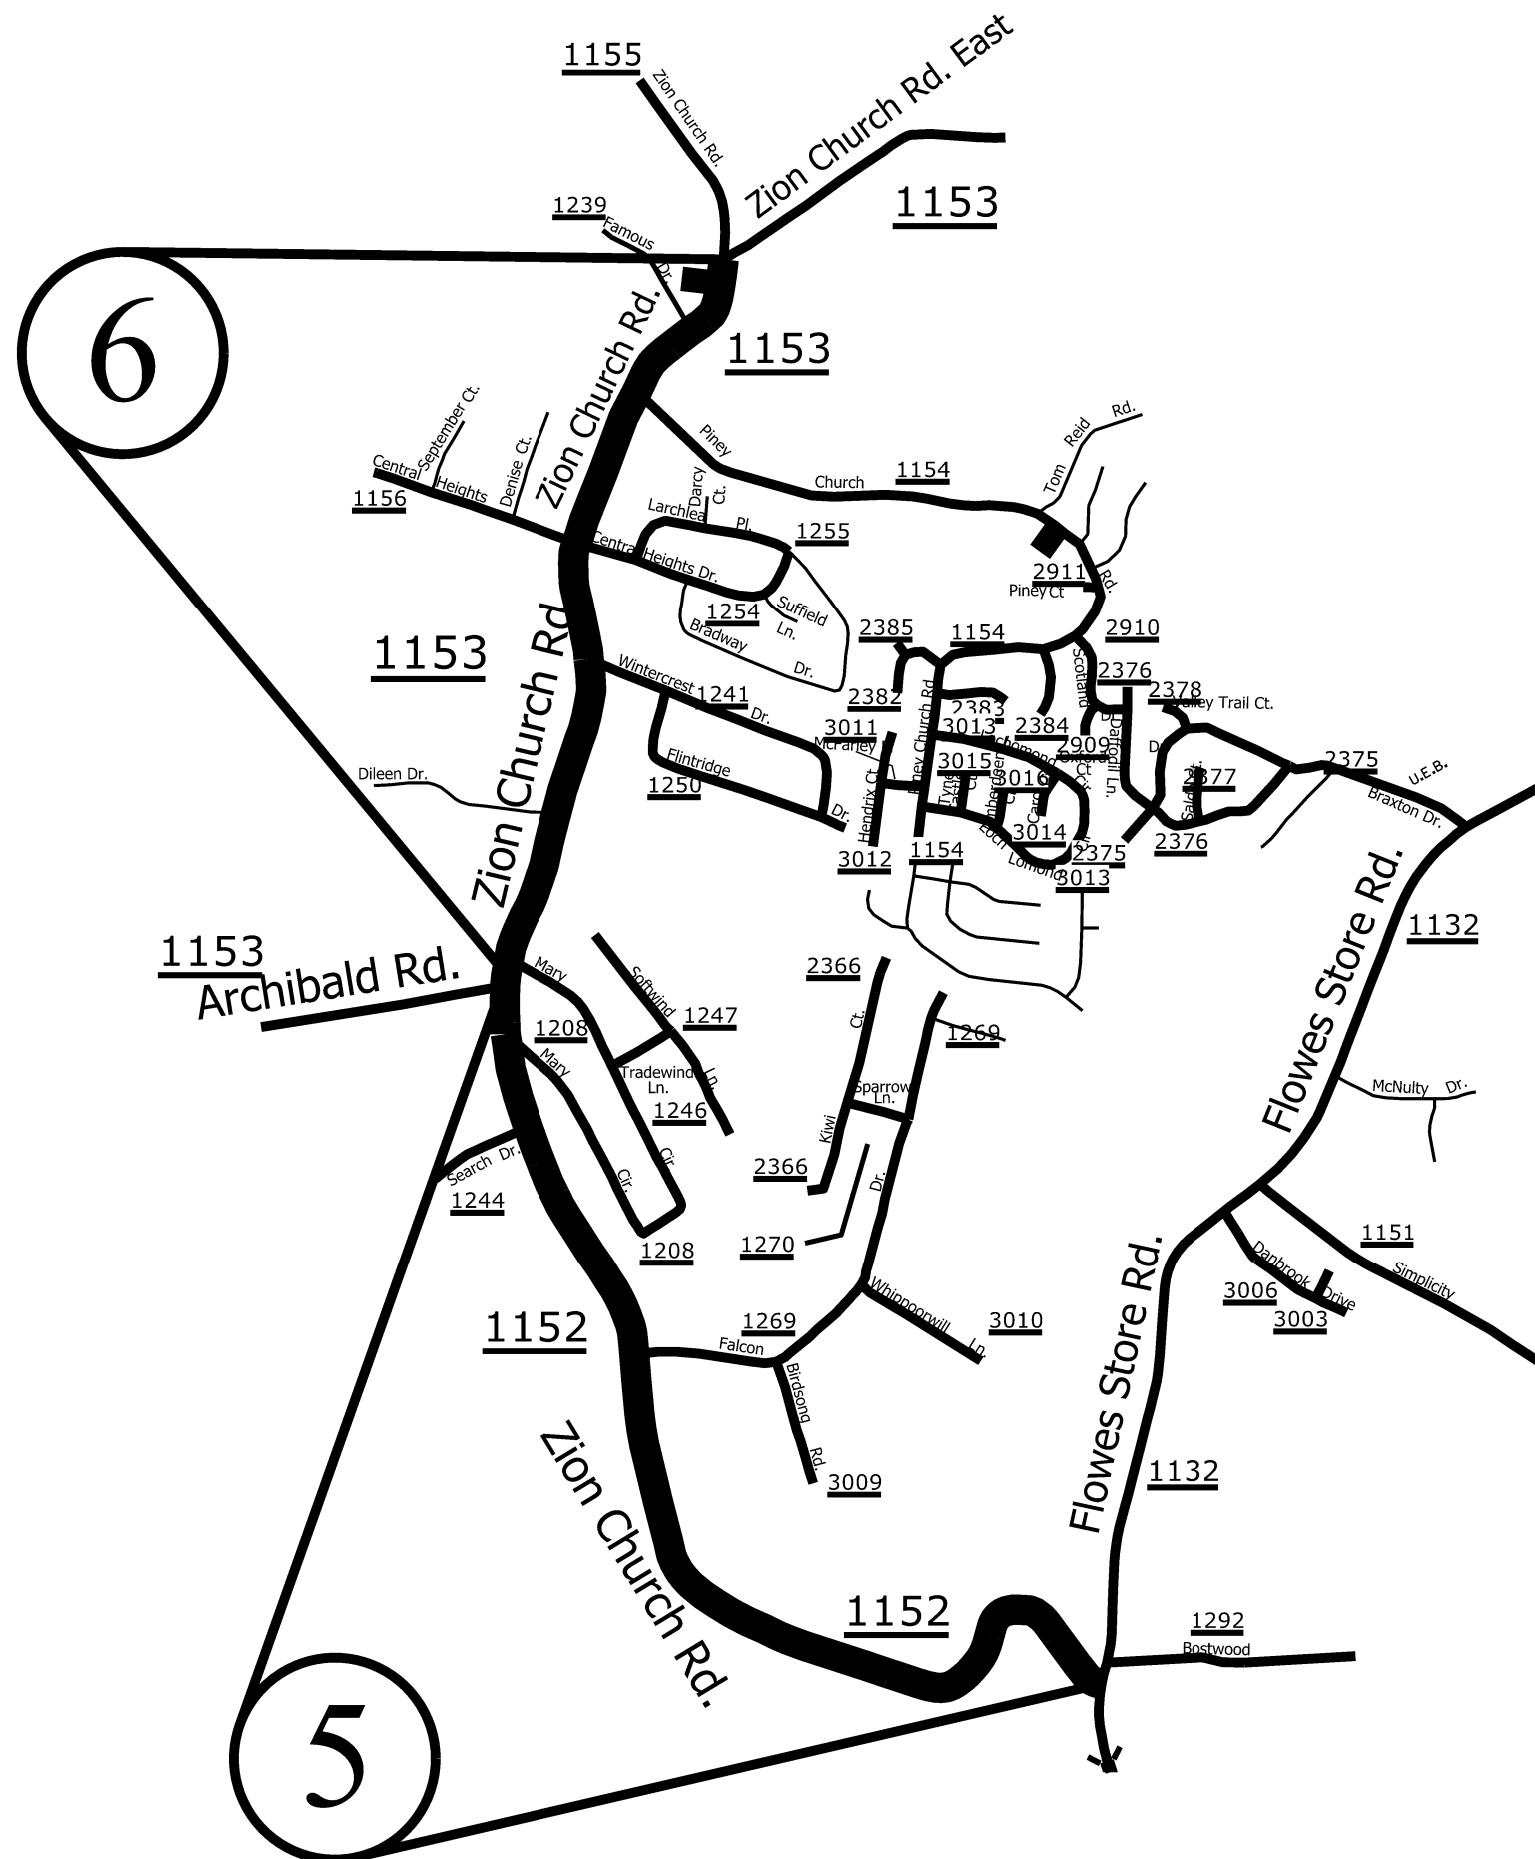 1155
Zion Church Rd.
Zion Church Rd. East
1153
1239
Famous Dr.
6
Zion Church Rd.
1153
September Ct.
Denise Ct.
Central Heights
1156
Piney Church Rd.
1154
Tom Reid Rd.
Darcy Ct.
Larchlea Pl.
1255
Central Heights Dr.
1254
Suffield Ln.
Bradway Dr.
2911
Piney Ct
2385
1154
2910
Scotland Dr.
2376
2378
Valley Trail Ct.
1153
Zion Church Rd.
Wintercrest Dr.
1241
2382
2383
2384
Piney Church Rd
3011
3013
2909
Oxford Ct
Daffodil Ln.
McFarley
3015
3016
2377
2375
U.E.B.
Braxton Dr.
Flintridge Dr.
1250
Dileen Dr.
Hendrix Ct.
3014
Loch Lomond
2375
2376
3012
1154
3013
Flowes Store Rd.
1132
1153
Archibald Rd.
Mary Cir.
1208
Softwind Ln.
1247
2366
Kiwi Ct.
1269
Mary Cir.
Tradewind
Ln.
1246
Sparrow
Ln.
McNulty Dr.
Search Dr.
1244
2366
1208
1270
Dr.
1151
Simplicity
Danbrook Drive
3006
3003
1152
1269
Falcon
Whippoorwill Ln.
3010
Birdsong Rd.
3009
Flowes Store Rd.
1132
Zion Church Rd.
1152
1292
Bostwood
5